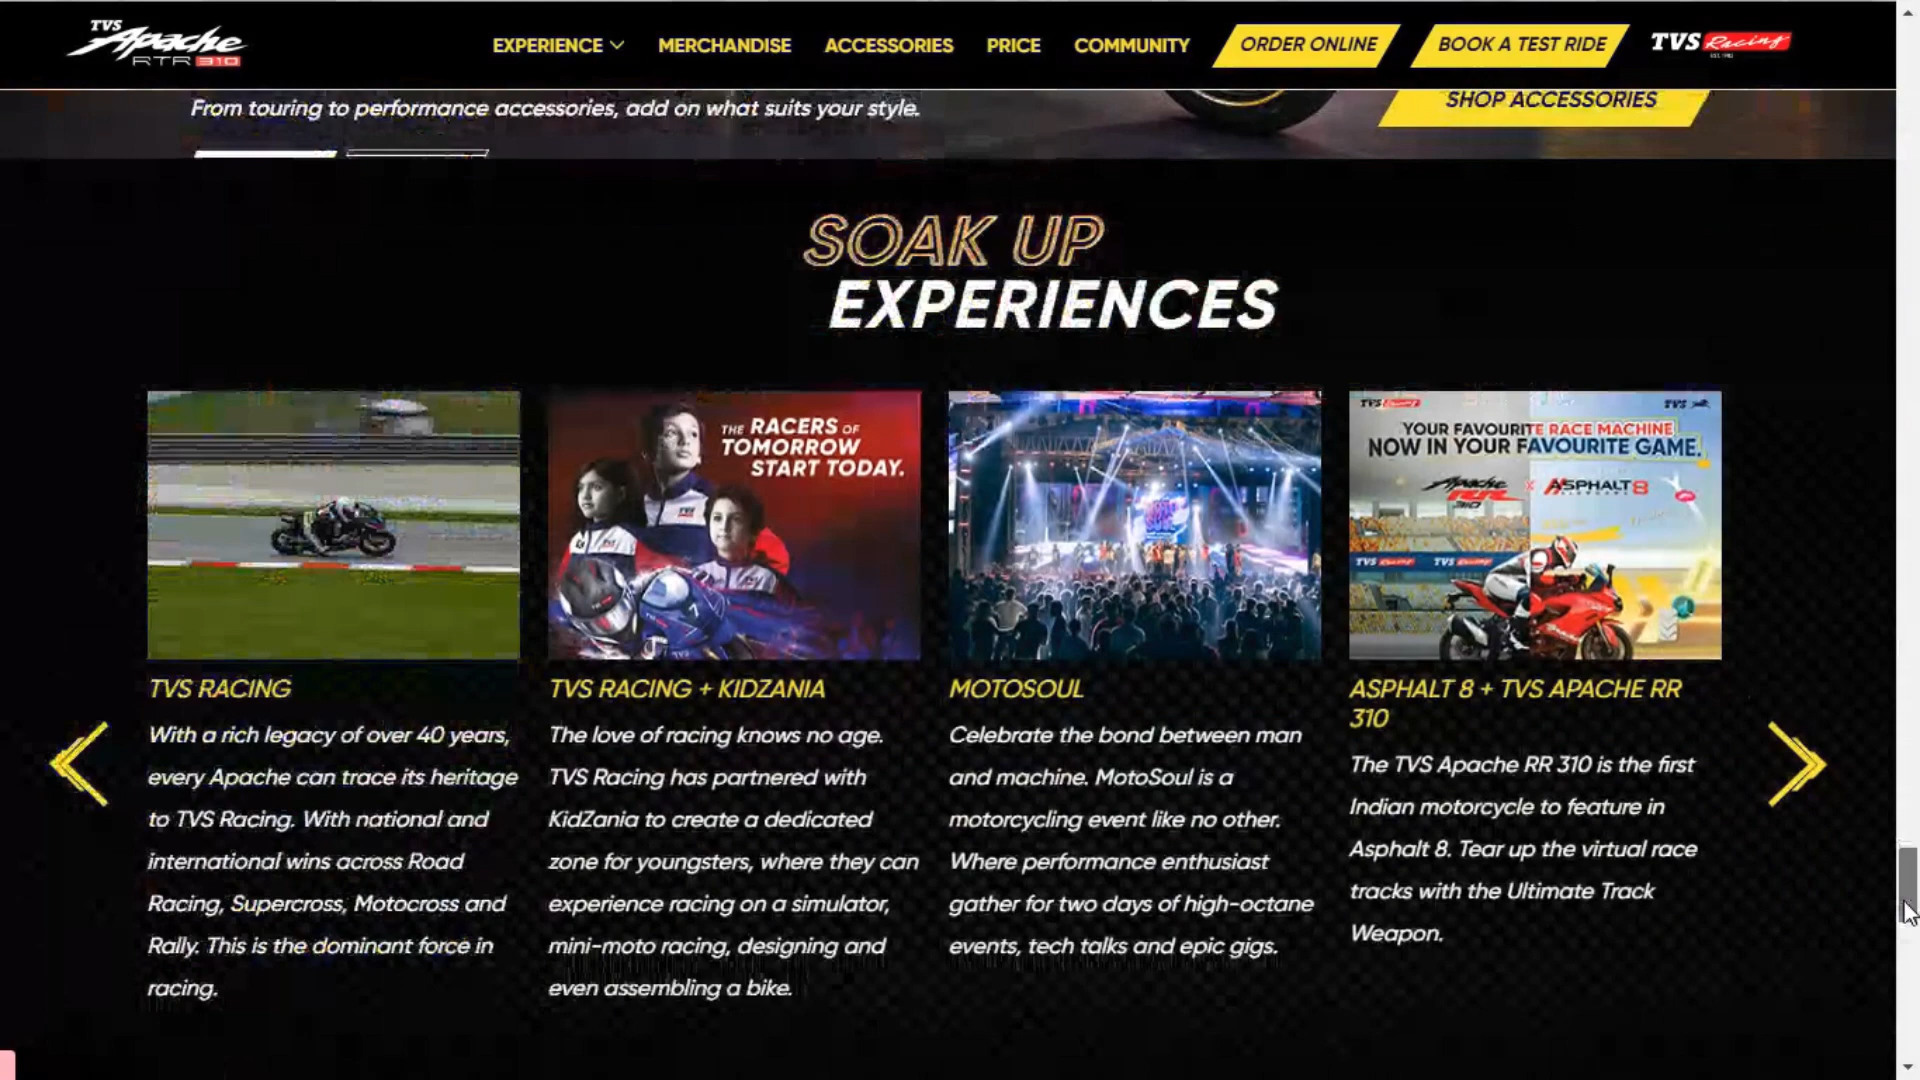 TVS
Apache
RTR 310
EXPERIENCE
MERCHANDISE
ACCESSORIES
PRICE
COMMUNITY
ORDER ONLINE
BOOK A TEST RIDE
TVS Racing
From touring to performance accessories, add on what suits your style.
SHOP ACCESSORIES
SOAK UP
EXPERIENCES
THE RACERS OF
TOMORROW
START TODAY.
TVS Racing
TVS
YOUR FAVOURITE RACE MACHINE
NOW IN YOUR FAVOURITE GAME.
Apache
RR
310
x
ASPHALT 8
TVS Racing
TVS Racing
TVS RACING
With a rich legacy of over 40 years,
every Apache can trace its heritage
to TVS Racing. With national and
international wins across Road
Racing, Supercross, Motocross and
Rally. This is the dominant force in
racing.
TVS RACING + KIDZANIA
The love of racing knows no age.
TVS Racing has partnered with
KidZania to create a dedicated
zone for youngsters, where they can
experience racing on a simulator,
mini-moto racing, designing and
even assembling a bike.
MOTOSOUL
Celebrate the bond between man
and machine. MotoSoul is a
motorcycling event like no other.
Where performance enthusiast
gather for two days of high-octane
events, tech talks and epic gigs.
ASPHALT 8 + TVS APACHE RR
310
The TVS Apache RR 310 is the first
Indian motorcycle to feature in
Asphalt 8. Tear up the virtual race
tracks with the Ultimate Track
Weapon.